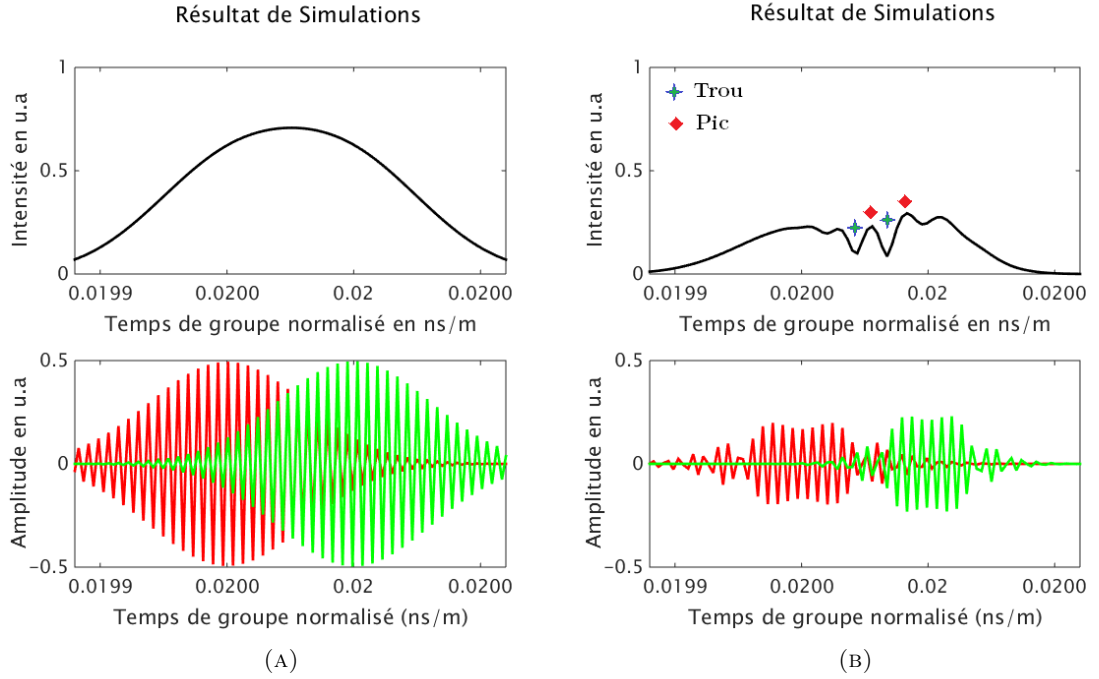 Résultat de Simulations
Intensité en u.a
1
0.5
0
0.0199 0.0200 0.02 0.0200
Temps de groupe normalisé en ns/m
Amplitude en u.a
0.5
0
-0.5
0.0199 0.0200 0.02 0.0200
Temps de groupe normalisé (ns/m)
(A)
Résultat de Simulations
Intensité en u.a
1
0.5
0
Trou
Pic
0.0199 0.0200 0.02 0.0200
Temps de groupe normalisé en ns/m
Amplitude en u.a
0.5
0
-0.5
0.0199 0.0200 0.02 0.0200
Temps de groupe normalisé (ns/m)
(B)